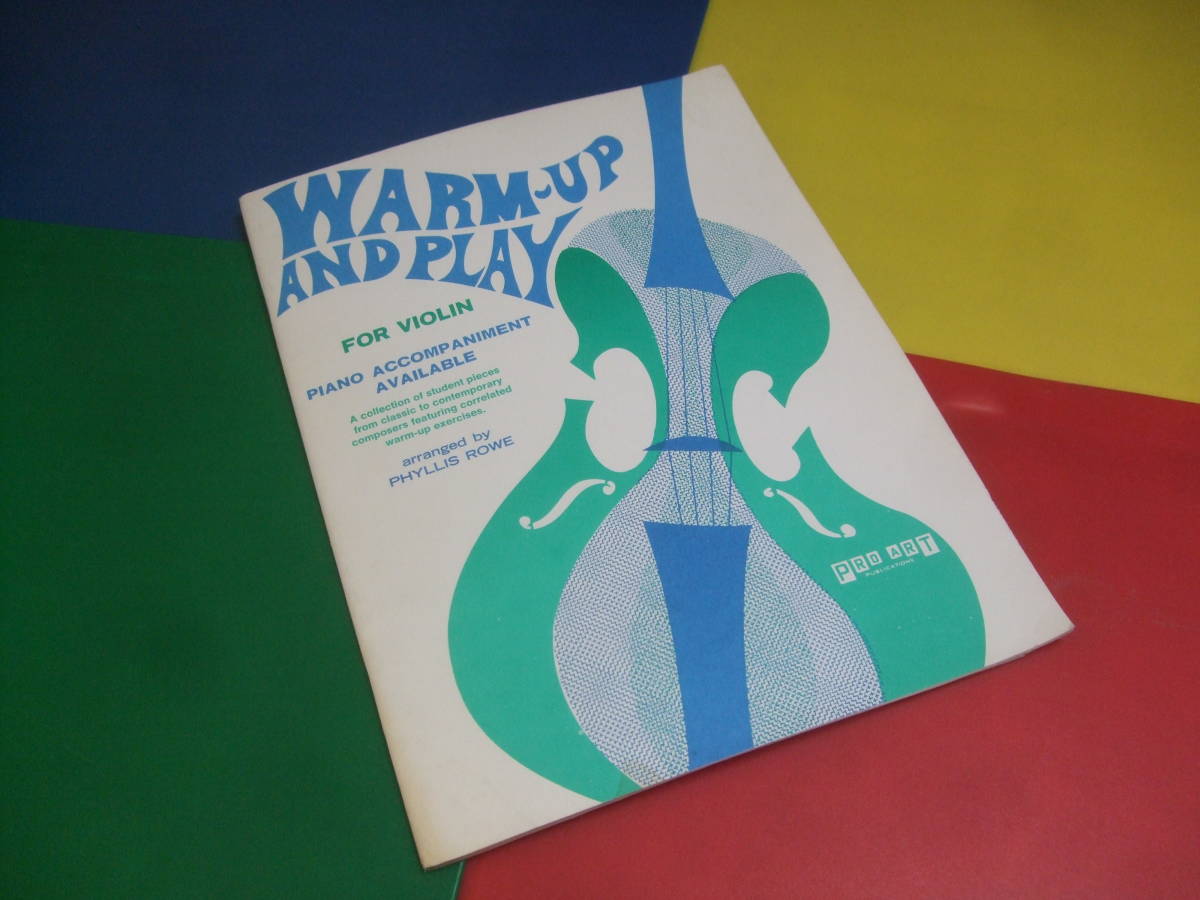 WARM-UP
AND PLAY
FOR VIOLIN
PIANO ACCOMPANIMENT
AVAILABLE
A collection of student pieces
from classic to contemporary
composers featuring correlated
warm-up exercises.
arranged by
PHYLLIS ROWE
PRO ART
PUBLICATIONS